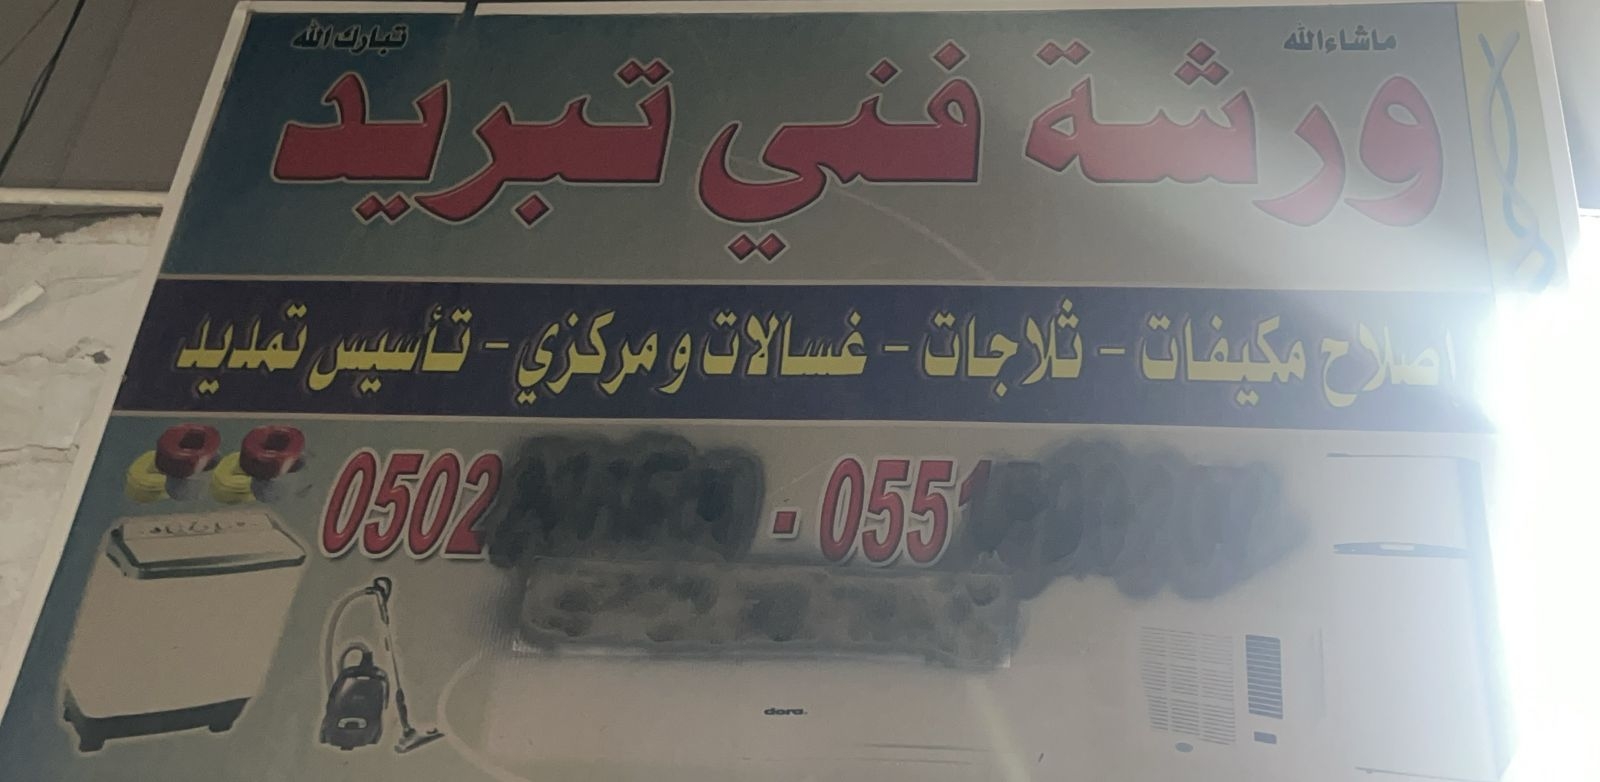 ماشاءالله تبارك الله
ورشة فني تبريد
اصلاح مكيفات - ثلاجات - غسالات و مركزي - تأسيس تمديد
0502 - 0551
dora.